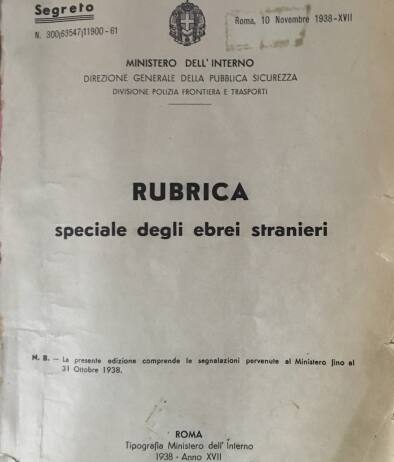 Segreto
N. 300/63547/11900-61
Roma, 10 Novembre 1938-XVII
MINISTERO DELL'INTERNO
DIREZIONE GENERALE DELLA PUBBLICA SICUREZZA
DIVISIONE POLIZIA FRONTIERA E TRASPORTI
RUBRICA
speciale degli ebrei stranieri
N. B. — La presente edizione comprende le segnalazioni pervenute al Ministero fino al
31 Ottobre 1938.
ROMA
Tipografia Ministero dell'Interno
1938 - Anno XVII